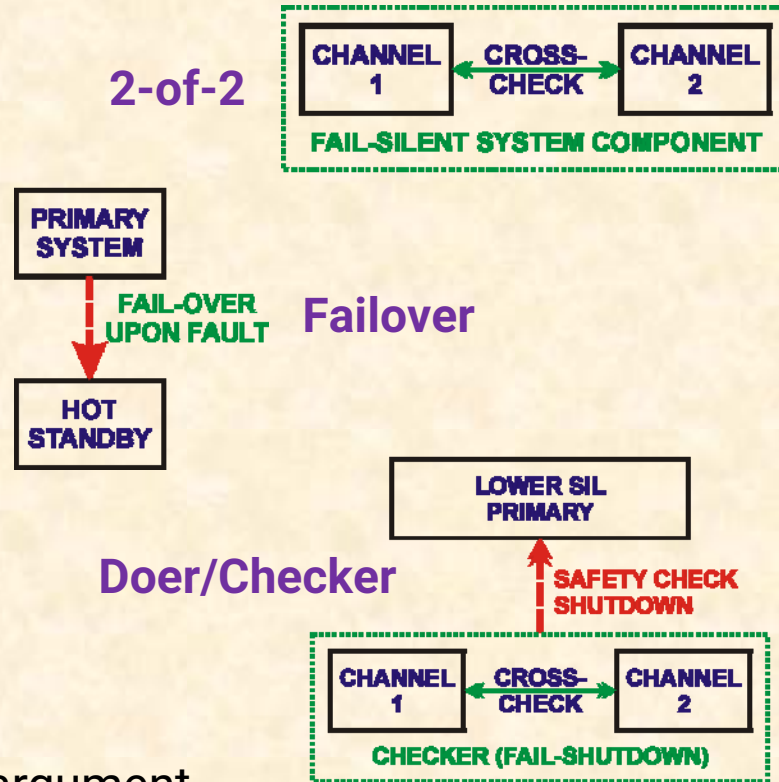 2-of-2
CHANNEL
1
CROSS-
CHECK
CHANNEL
2
FAIL-SILENT SYSTEM COMPONENT
PRIMARY
SYSTEM
FAIL-OVER
UPON FAULT
Failover
HOT
STANDBY
LOWER SIL
PRIMARY
Doer/Checker
SAFETY CHECK
SHUTDOWN
CHANNEL
1
CROSS-
CHECK
CHANNEL
2
CHECKER (FAIL-SHUTDOWN)
argument